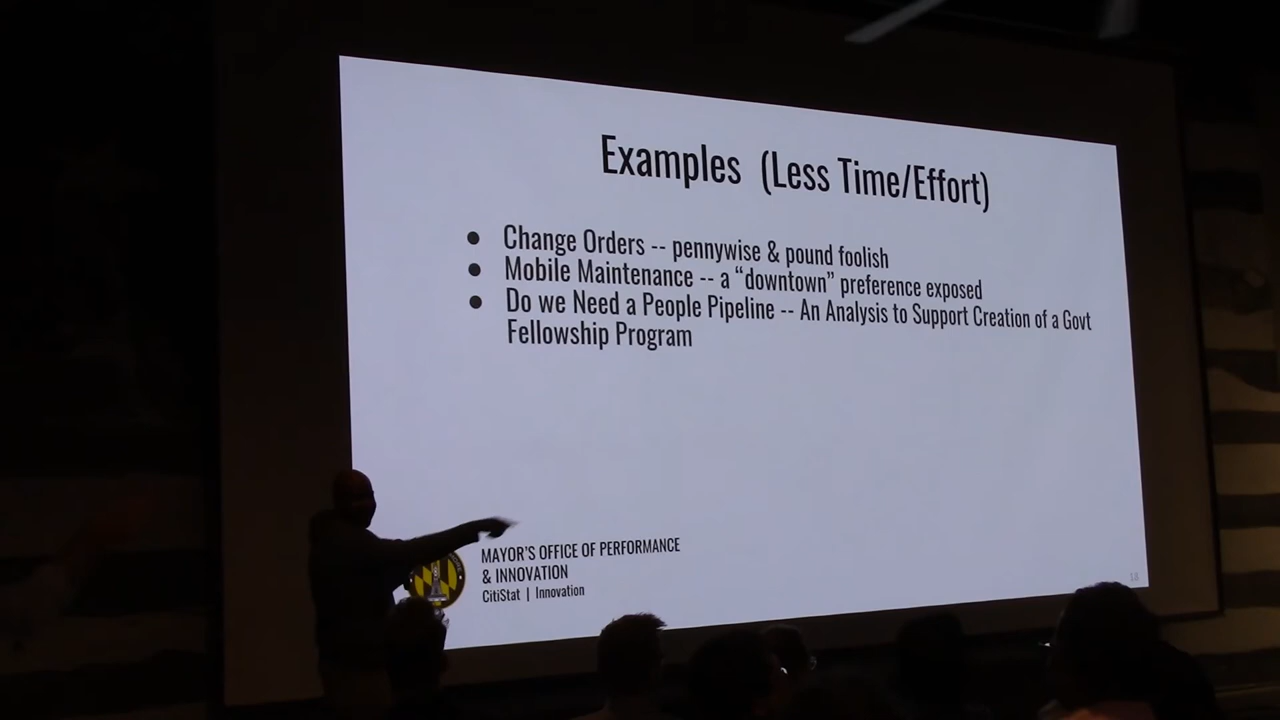 Examples (Less Time/Effort)
● Change Orders -- pennywise & pound foolish
● Mobile Maintenance -- a “downtown” preference exposed
● Do we Need a People Pipeline -- An Analysis to Support Creation of a Govt
Fellowship Program
MAYOR'S OFFICE OF PERFORMANCE
& INNOVATION
CitiStat | Innovation
18